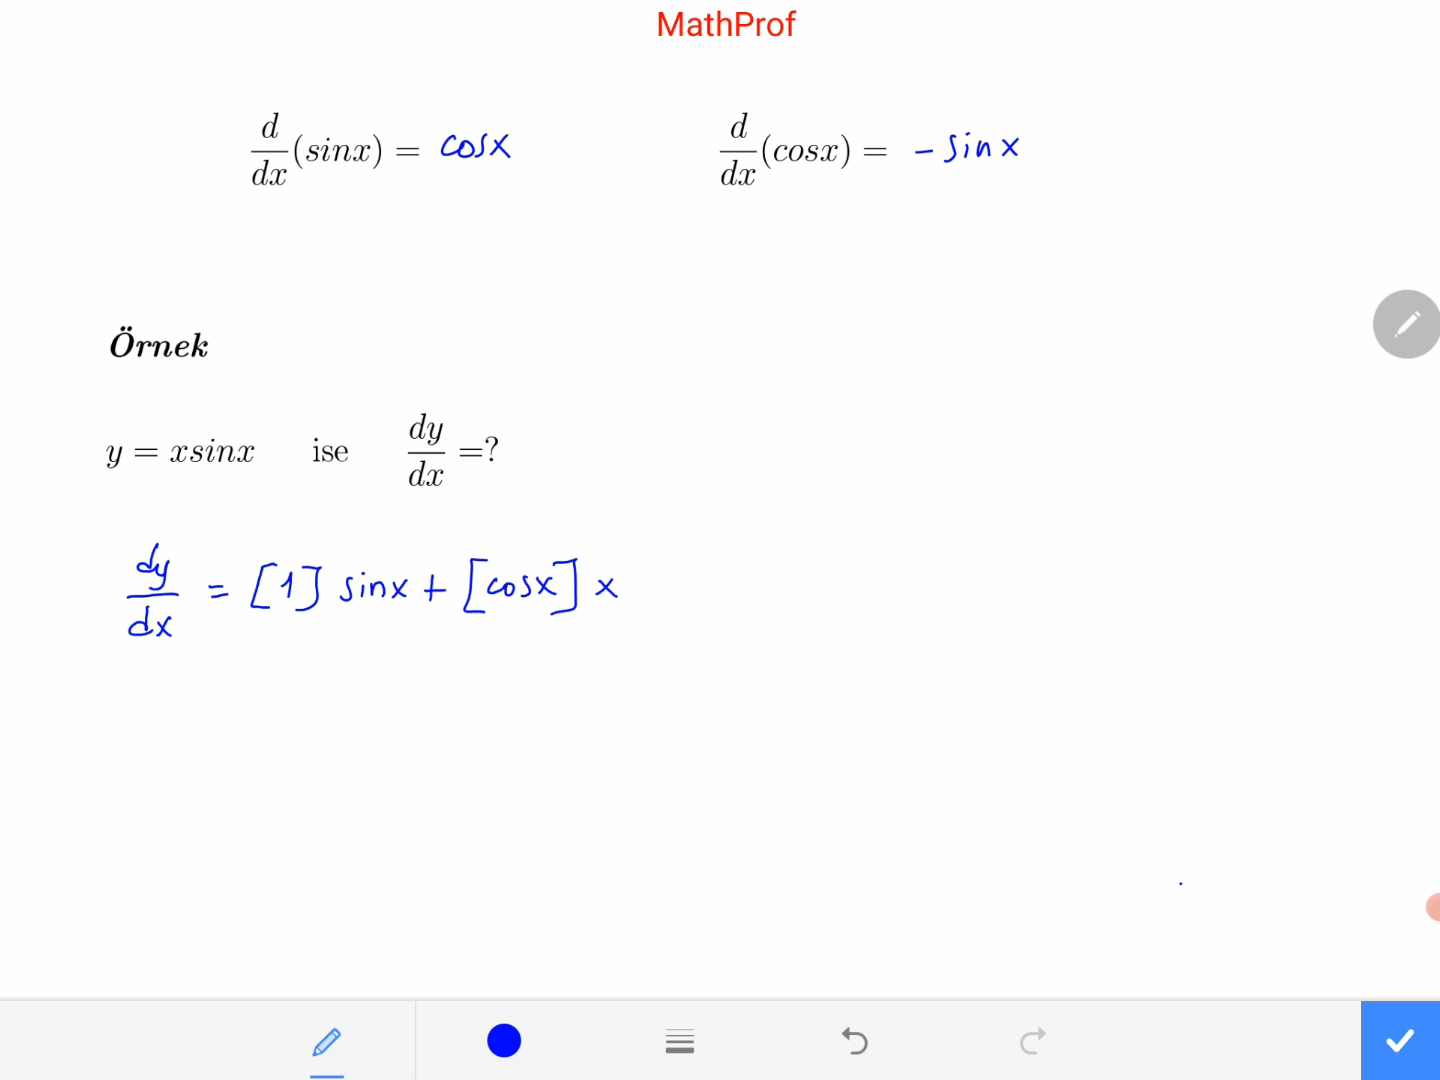 MathProf
d/dx (sinx) = cosx    d/dx (cosx) = - sinx
Örnek
y = xsinx    ise    dy/dx =?
dy/dx = [1] sinx + [cosx] x